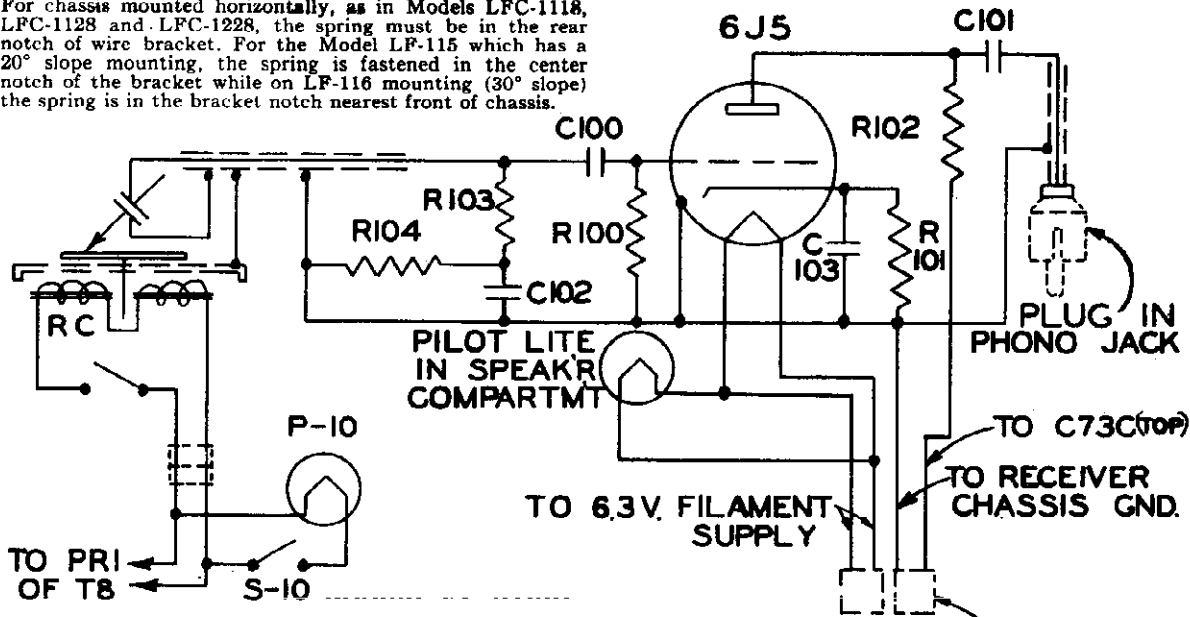 For chassis mounted horizontally, as in Models LFC-1118,
LFC-1128 and LFC-1228, the spring must be in the rear
notch of wire bracket. For the Model LF-115 which has a
20° slope mounting, the spring is fastened in the center
notch of the bracket while on LF-116 mounting (30° slope)
the spring is in the bracket notch nearest front of chassis.
6J5
C101
C100
R102
R103
R104
R100
C
103
R
101
C102
RC
PLUG IN
PHONO JACK
PILOT LITE
IN SPEAK'R
COMPARTMT
P-10
TO C73C(TOP)
TO RECEIVER
CHASSIS GND.
TO 6.3V. FILAMENT
SUPPLY
TO PRI
OF T8
S-10